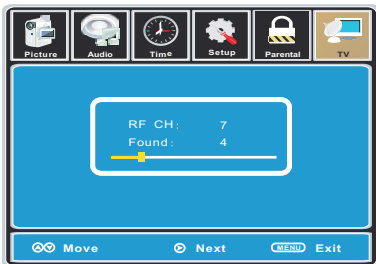 Picture Audio Time Setup Parental TV
RF CH: 7
Found: 4
Move Next MENU Exit